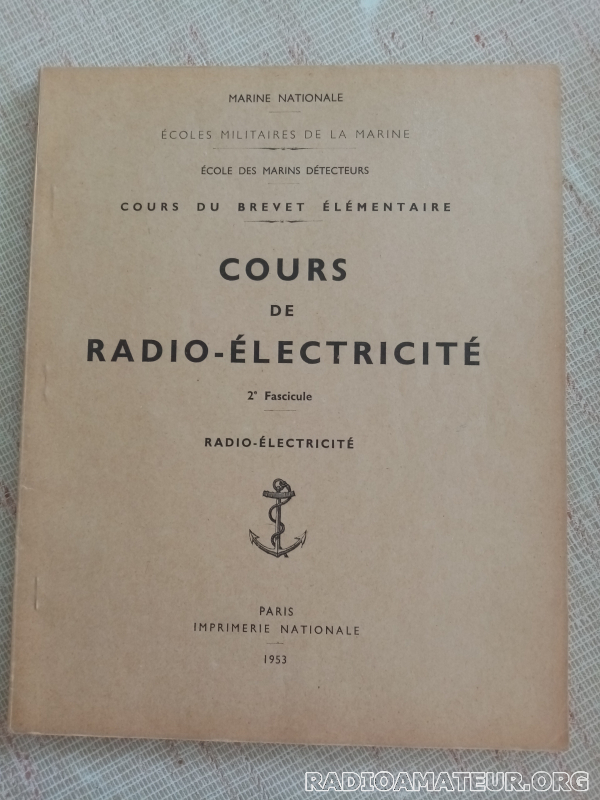 MARINE NATIONALE
ÉCOLES MILITAIRES DE LA MARINE
ÉCOLE DES MARINS DÉTECTEURS
COURS DU BREVET ÉLÉMENTAIRE
COURS
DE
RADIO-ÉLECTRICITÉ
2e Fascicule
RADIO-ÉLECTRICITÉ
PARIS
IMPRIMERIE NATIONALE
1953
RADIOAMATEUR.ORG